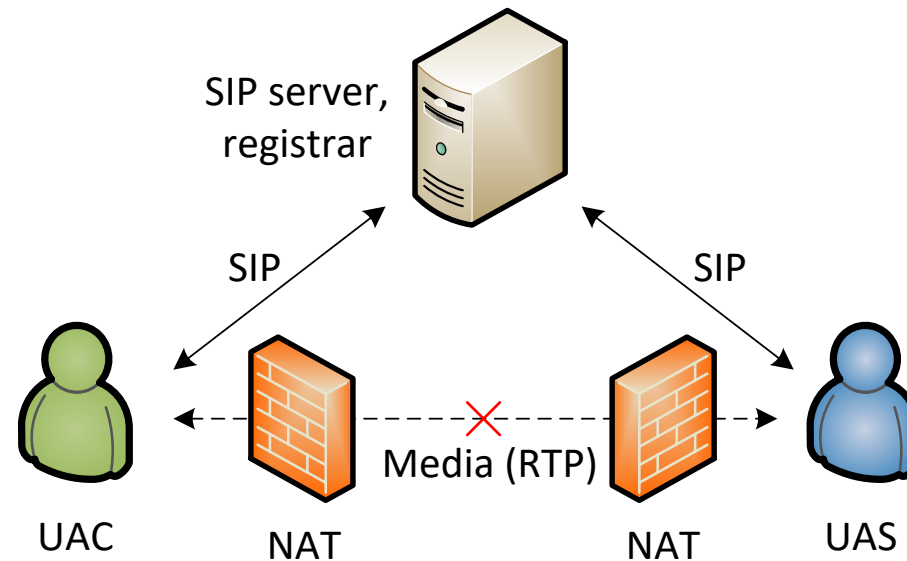 SIP server,
registrar
SIP
SIP
Media (RTP)
UAC
NAT
NAT
UAS